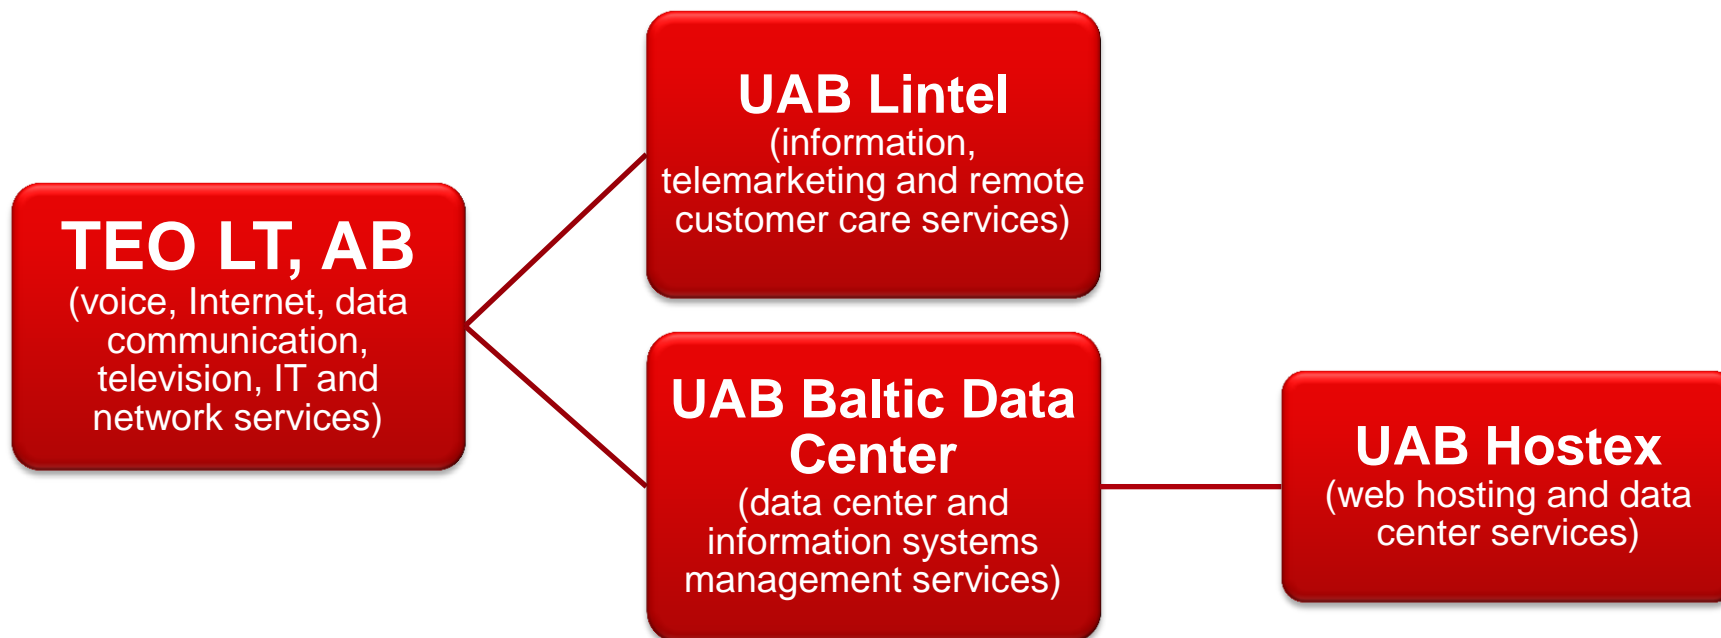 TEO LT, AB
(voice, Internet, data
communication,
television, IT and
network services)
UAB Lintel
(information,
telemarketing and remote
customer care services)
UAB Baltic Data
Center
(data center and
information systems
management services)
UAB Hostex
(web hosting and data
center services)